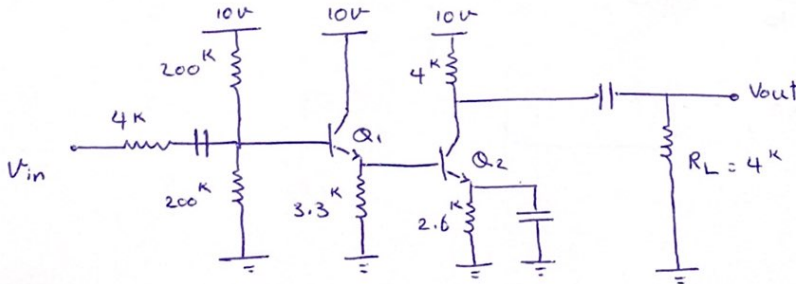 10v 10v 10v
200K
4K
4K
Vout
Vin
Q1
Q2
RL = 4K
200K
3.3K
2.6K